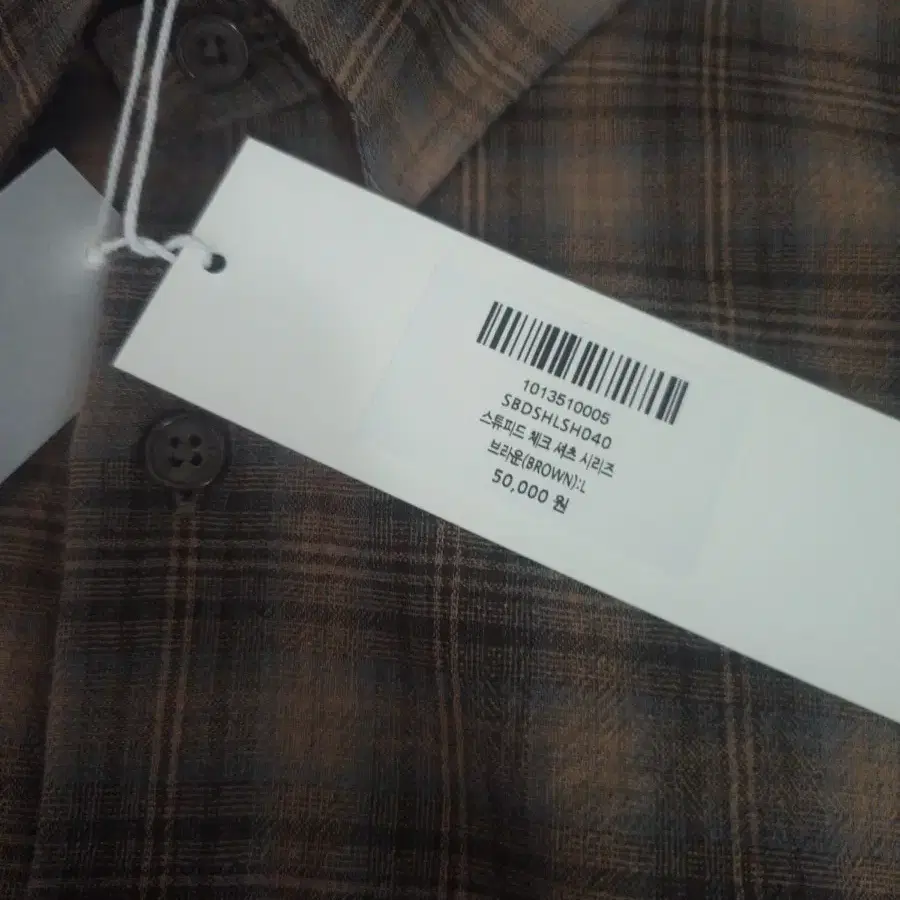 1013510005
SBDSHLSH040
스튜피드 체크 셔츠 시리즈
브라운(BROWN):L
50,000 원